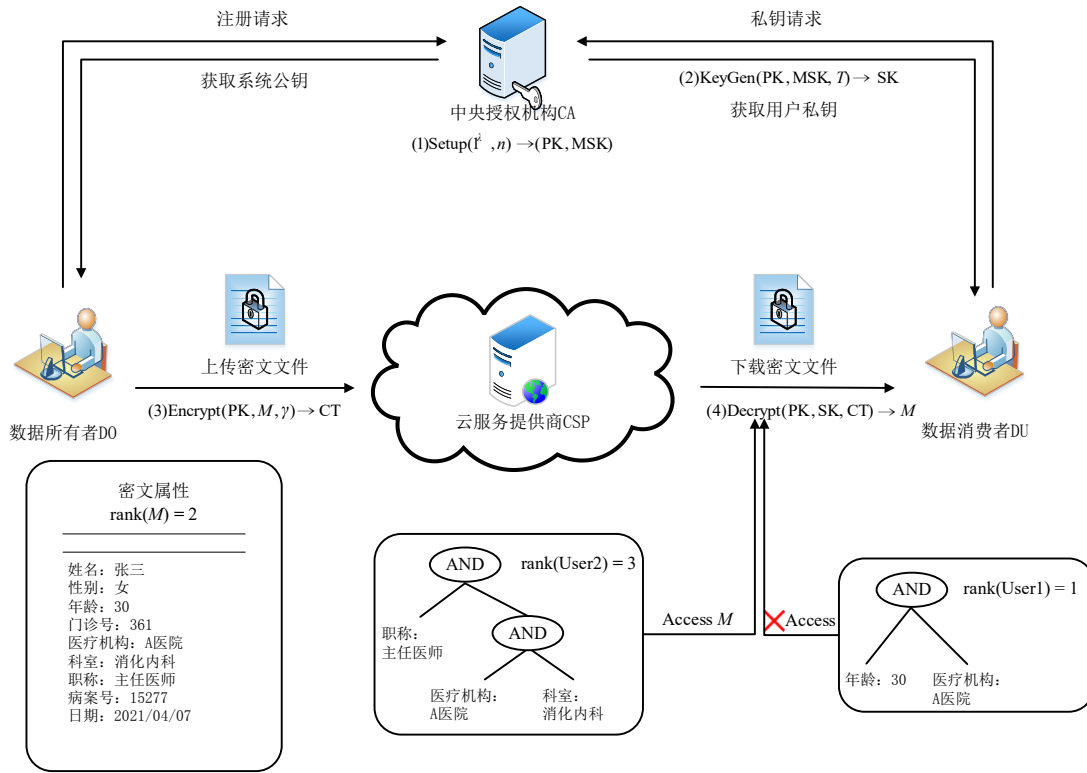 注册请求
私钥请求
获取系统公钥
(2)KeyGen(PK, MSK, T)→ SK
获取用户私钥
中央授权机构CA
(1)Setup(1^λ, n)→(PK, MSK)
上传密文文件
下载密文文件
(3)Encrypt(PK, M, γ)→CT
(4)Decrypt(PK, SK, CT)→M
云服务提供商CSP
数据所有者DO
数据消费者DU
密文属性
rank(M) = 2
姓名：张三
性别：女
年龄：30
门诊号：361
医疗机构：A医院
科室：消化内科
职称：主任医师
病案号：15277
日期：2021/04/07
AND
rank(User2) = 3
职称：
主任医师
AND
医疗机构：
A医院
科室：
消化内科
Access M
Access
AND
rank(User1) = 1
年龄：30
医疗机构：
A医院